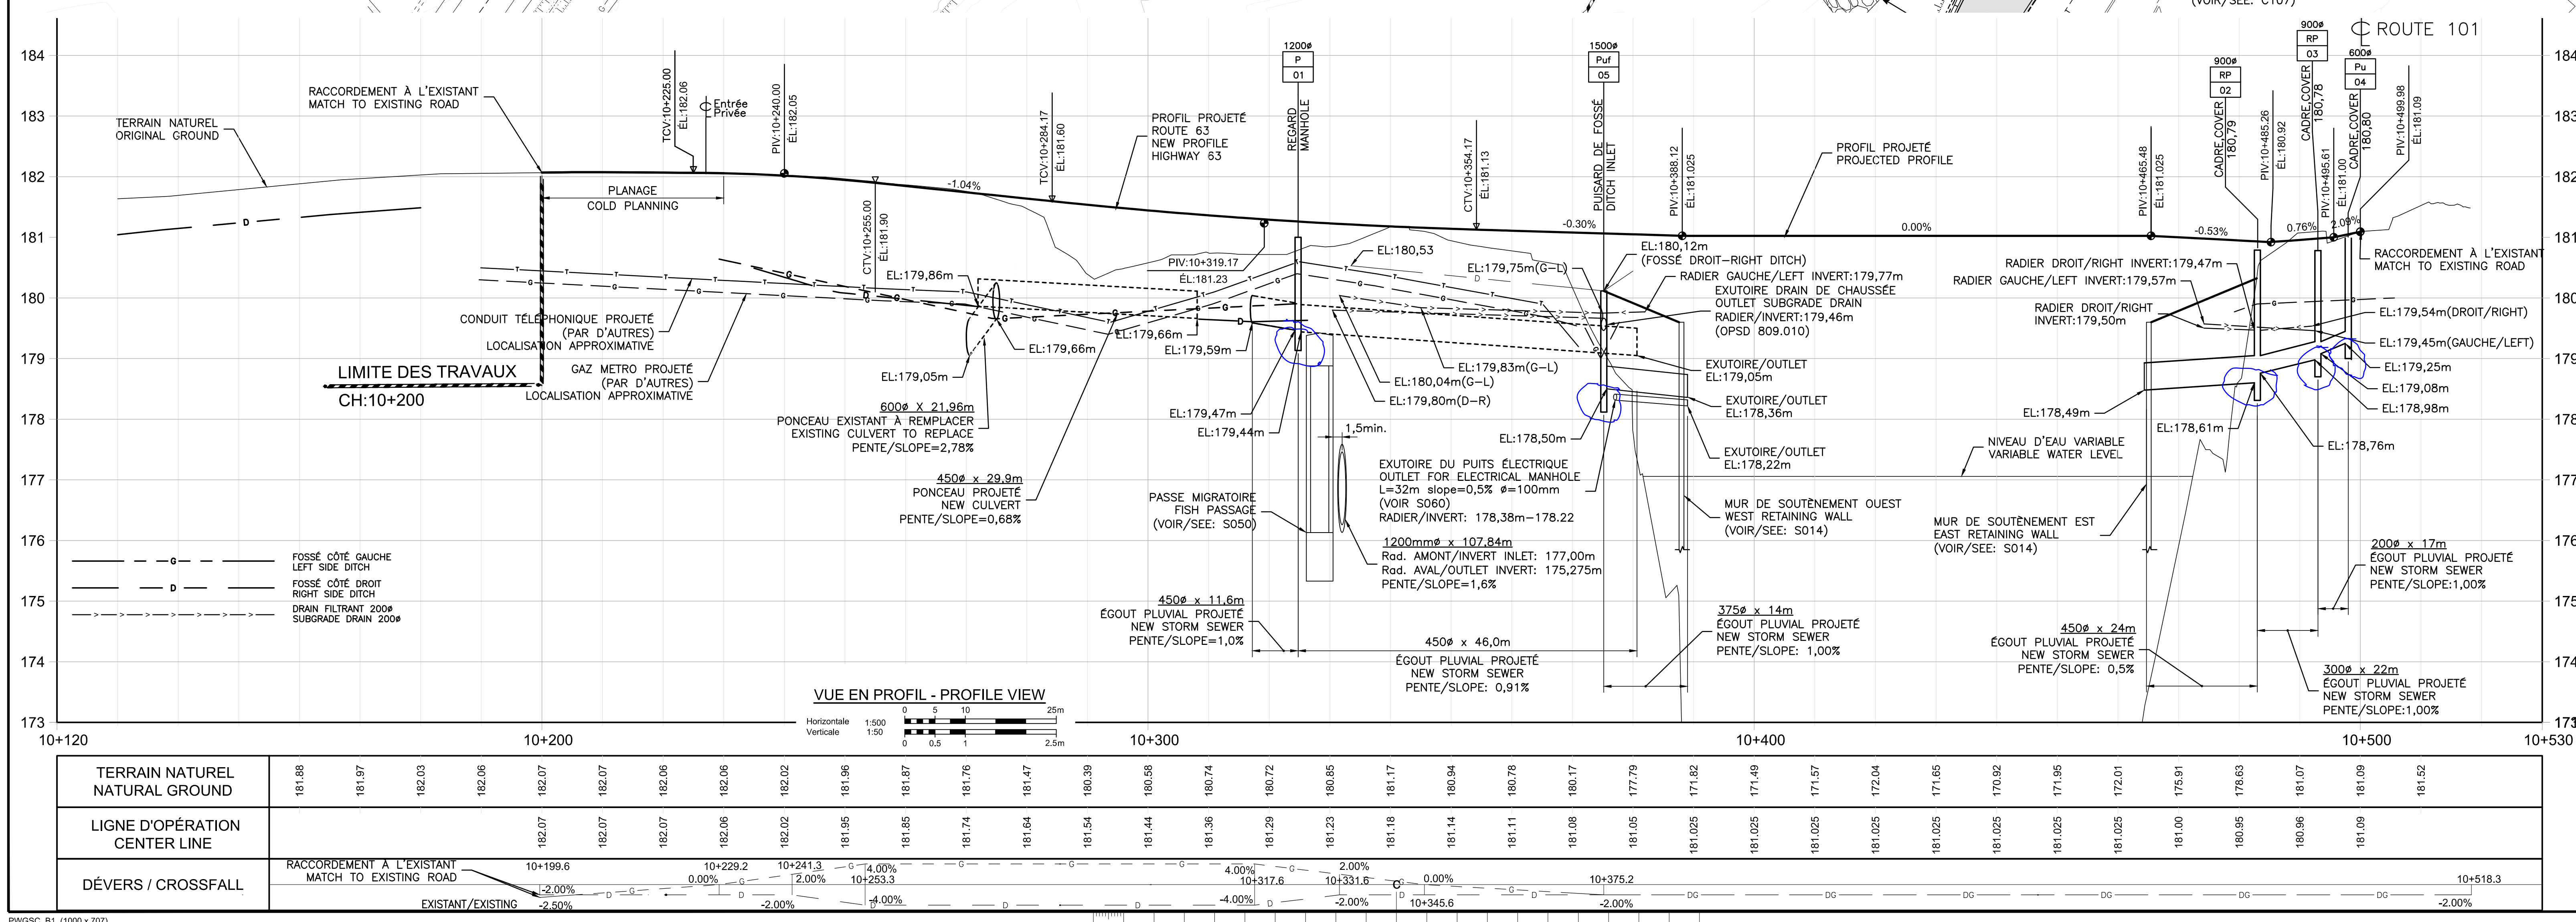 (VOIR/SEE: C107)
℄ ROUTE 101
184
183
182
181
180
179
178
177
176
175
174
173
184
183
182
181
180
179
178
177
176
175
174
173
TERRAIN NATUREL
ORIGINAL GROUND
RACCORDEMENT À L'EXISTANT
MATCH TO EXISTING ROAD
TCV:10+225.00
ÉL:182.06
℄ Entrée
Privée
PIV:10+240.00
ÉL:182.05
PLANAGE
COLD PLANNING
CTV:10+255.00
ÉL:181.90
-1.04%
TCV:10+284.17
ÉL:181.60
PROFIL PROJETÉ
ROUTE 63
NEW PROFILE
HIGHWAY 63
1200ø
P
01
REGARD
MANHOLE
PIV:10+319.17
ÉL:181.23
CTV:10+354.17
ÉL:181.13
-0.30%
1500ø
Puf
05
PUISARD DE FOSSÉ
DITCH INLET
PIV:10+388.12
ÉL:181.025
PROFIL PROJETÉ
PROJECTED PROFILE
0.00%
PIV:10+465.48
ÉL:181.025
-0.53%
900ø
RP
02
CADRE,COVER
180,79
PIV:10+485.26
ÉL:180.92
900ø
RP
03
CADRE,COVER
180,78
0.76%
PIV:10+495.61
ÉL:181.00
2.09%
600ø
Pu
04
CADRE,COVER
180,80
PIV:10+499.98
ÉL:181.09
RACCORDEMENT À L'EXISTANT
MATCH TO EXISTING ROAD
D
CONDUIT TÉLÉPHONIQUE PROJETÉ
(PAR D'AUTRES)
LOCALISATION APPROXIMATIVE
GAZ METRO PROJETÉ
(PAR D'AUTRES)
LOCALISATION APPROXIMATIVE
LIMITE DES TRAVAUX
CH:10+200
EL:179,86m
EL:179,66m
EL:179,05m
600ø X 21,96m
PONCEAU EXISTANT À REMPLACER
EXISTING CULVERT TO REPLACE
PENTE/SLOPE=2,78%
450ø x 29,9m
PONCEAU PROJETÉ
NEW CULVERT
PENTE/SLOPE=0,68%
EL:179,66m
EL:179,59m
EL:179,47m
EL:179,44m
EL:180,53
EL:179,75m(G-L)
EL:179,83m(G-L)
EL:180,04m(G-L)
EL:179,80m(D-R)
EL:180,12m
(FOSSÉ DROIT-RIGHT DITCH)
RADIER GAUCHE/LEFT INVERT:179,77m
EXUTOIRE DRAIN DE CHAUSSÉE
OUTLET SUBGRADE DRAIN
RADIER/INVERT:179,46m
(OPSD 809.010)
EXUTOIRE/OUTLET
EL:179,05m
EXUTOIRE/OUTLET
EL:178,36m
EXUTOIRE/OUTLET
EL:178,22m
EL:178,50m
1,5min.
PASSE MIGRATOIRE
FISH PASSAGE
(VOIR/SEE: S050)
EXUTOIRE DU PUITS ÉLECTRIQUE
OUTLET FOR ELECTRICAL MANHOLE
L=32m slope=0,5% ø=100mm
(VOIR S060)
RADIER/INVERT: 178,38m-178.22
1200mmø x 107,84m
Rad. AMONT/INVERT INLET: 177,00m
Rad. AVAL/OUTLET INVERT: 175,275m
PENTE/SLOPE=1,6%
MUR DE SOUTÈNEMENT OUEST
WEST RETAINING WALL
(VOIR/SEE: S014)
NIVEAU D'EAU VARIABLE
VARIABLE WATER LEVEL
MUR DE SOUTÈNEMENT EST
EAST RETAINING WALL
(VOIR/SEE: S014)
RADIER DROIT/RIGHT INVERT:179,47m
RADIER GAUCHE/LEFT INVERT:179,57m
RADIER DROIT/RIGHT
INVERT:179,50m
EL:179,54m(DROIT/RIGHT)
EL:179,45m(GAUCHE/LEFT)
EL:179,25m
EL:179,08m
EL:178,98m
EL:178,76m
EL:178,61m
EL:178,49m
450ø x 11,6m
ÉGOUT PLUVIAL PROJETÉ
NEW STORM SEWER
PENTE/SLOPE=1,0%
450ø x 46,0m
ÉGOUT PLUVIAL PROJETÉ
NEW STORM SEWER
PENTE/SLOPE: 0,91%
375ø x 14m
ÉGOUT PLUVIAL PROJETÉ
NEW STORM SEWER
PENTE/SLOPE: 1,00%
450ø x 24m
ÉGOUT PLUVIAL PROJETÉ
NEW STORM SEWER
PENTE/SLOPE: 0,5%
300ø x 22m
ÉGOUT PLUVIAL PROJETÉ
NEW STORM SEWER
PENTE/SLOPE:1,00%
200ø x 17m
ÉGOUT PLUVIAL PROJETÉ
NEW STORM SEWER
PENTE/SLOPE:1,00%
G
FOSSÉ CÔTÉ GAUCHE
LEFT SIDE DITCH
D
FOSSÉ CÔTÉ DROIT
RIGHT SIDE DITCH
DRAIN FILTRANT 200ø
SUBGRADE DRAIN 200ø
VUE EN PROFIL - PROFILE VIEW
Horizontale 1:500
0 5 10 25m
Verticale 1:50
0 0.5 1 2.5m
10+120 10+200 10+300 10+400 10+500 10+530
TERRAIN NATUREL
NATURAL GROUND
181.88 181.97 182.03 182.06 182.07 182.07 182.06 182.06 182.02 181.96 181.87 181.76 181.47 180.39 180.58 180.74 180.72 180.85 181.17 180.94 180.78 180.17 177.79 171.82 171.49 171.57 172.04 171.65 170.92 171.95 172.01 175.91 178.63 181.07 181.09 181.52
LIGNE D'OPÉRATION
CENTER LINE
182.07 182.07 182.07 182.06 182.02 181.95 181.85 181.74 181.64 181.54 181.44 181.36 181.29 181.23 181.18 181.14 181.11 181.08 181.05 181.025 181.025 181.025 181.025 181.025 181.025 181.025 181.025 181.00 180.95 180.96 181.09
DÉVERS / CROSSFALL
RACCORDEMENT À L'EXISTANT
MATCH TO EXISTING ROAD
EXISTANT/EXISTING
10+199.6
-2.00%
-2.50%
10+229.2
0.00%
10+241.3
2.00%
-2.00%
4.00%
10+253.3
-4.00%
4.00%
10+317.6
-4.00%
2.00%
10+331.6
-2.00%
0.00%
10+345.6
10+375.2
-2.00%
10+518.3
-2.00%
PWGSC B1 (1000 x 707)